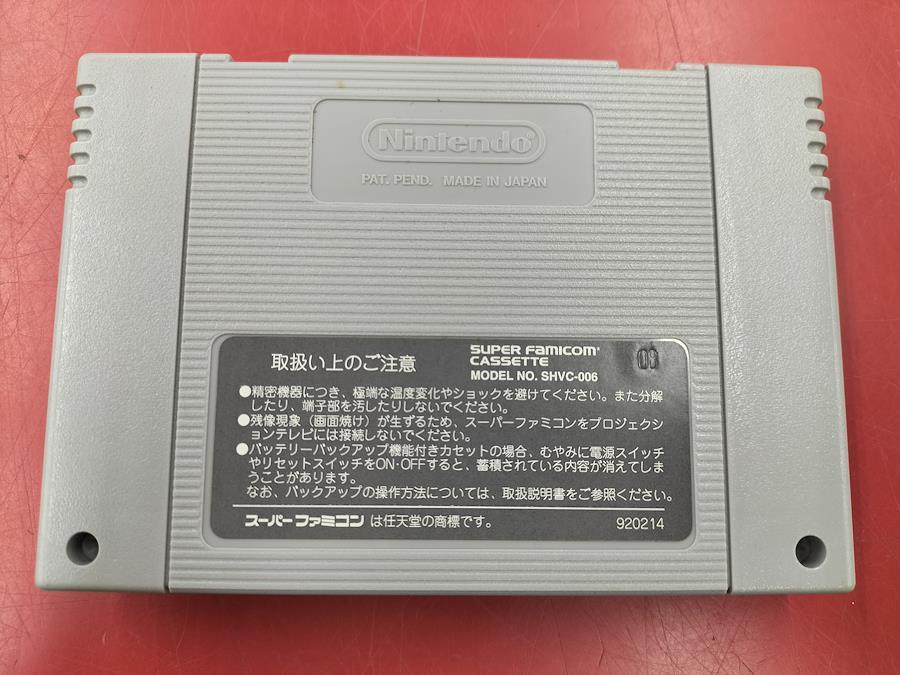 Nintendo®
PAT. PEND. MADE IN JAPAN
取扱い上のご注意
SUPER FAMICOM®
CASSETTE
MODEL NO. SHVC-006
09
●精密機器につき、極端な温度変化やショックを避けてください。また分解
したり、端子部を汚したりしないでください。
●残像現象（画面焼け）が生ずるため、スーパーファミコンをプロジェクシ
ョンテレビには接続しないでください。
●バッテリーバックアップ機能付きカセットの場合、むやみに電源スイッチ
やリセットスイッチをON·OFFすると、蓄積されている内容が消えてしま
うことがあります。
なお、バックアップの操作方法については、取扱説明書をご参照ください。
スーパーファミコン は任天堂の商標です。
920214